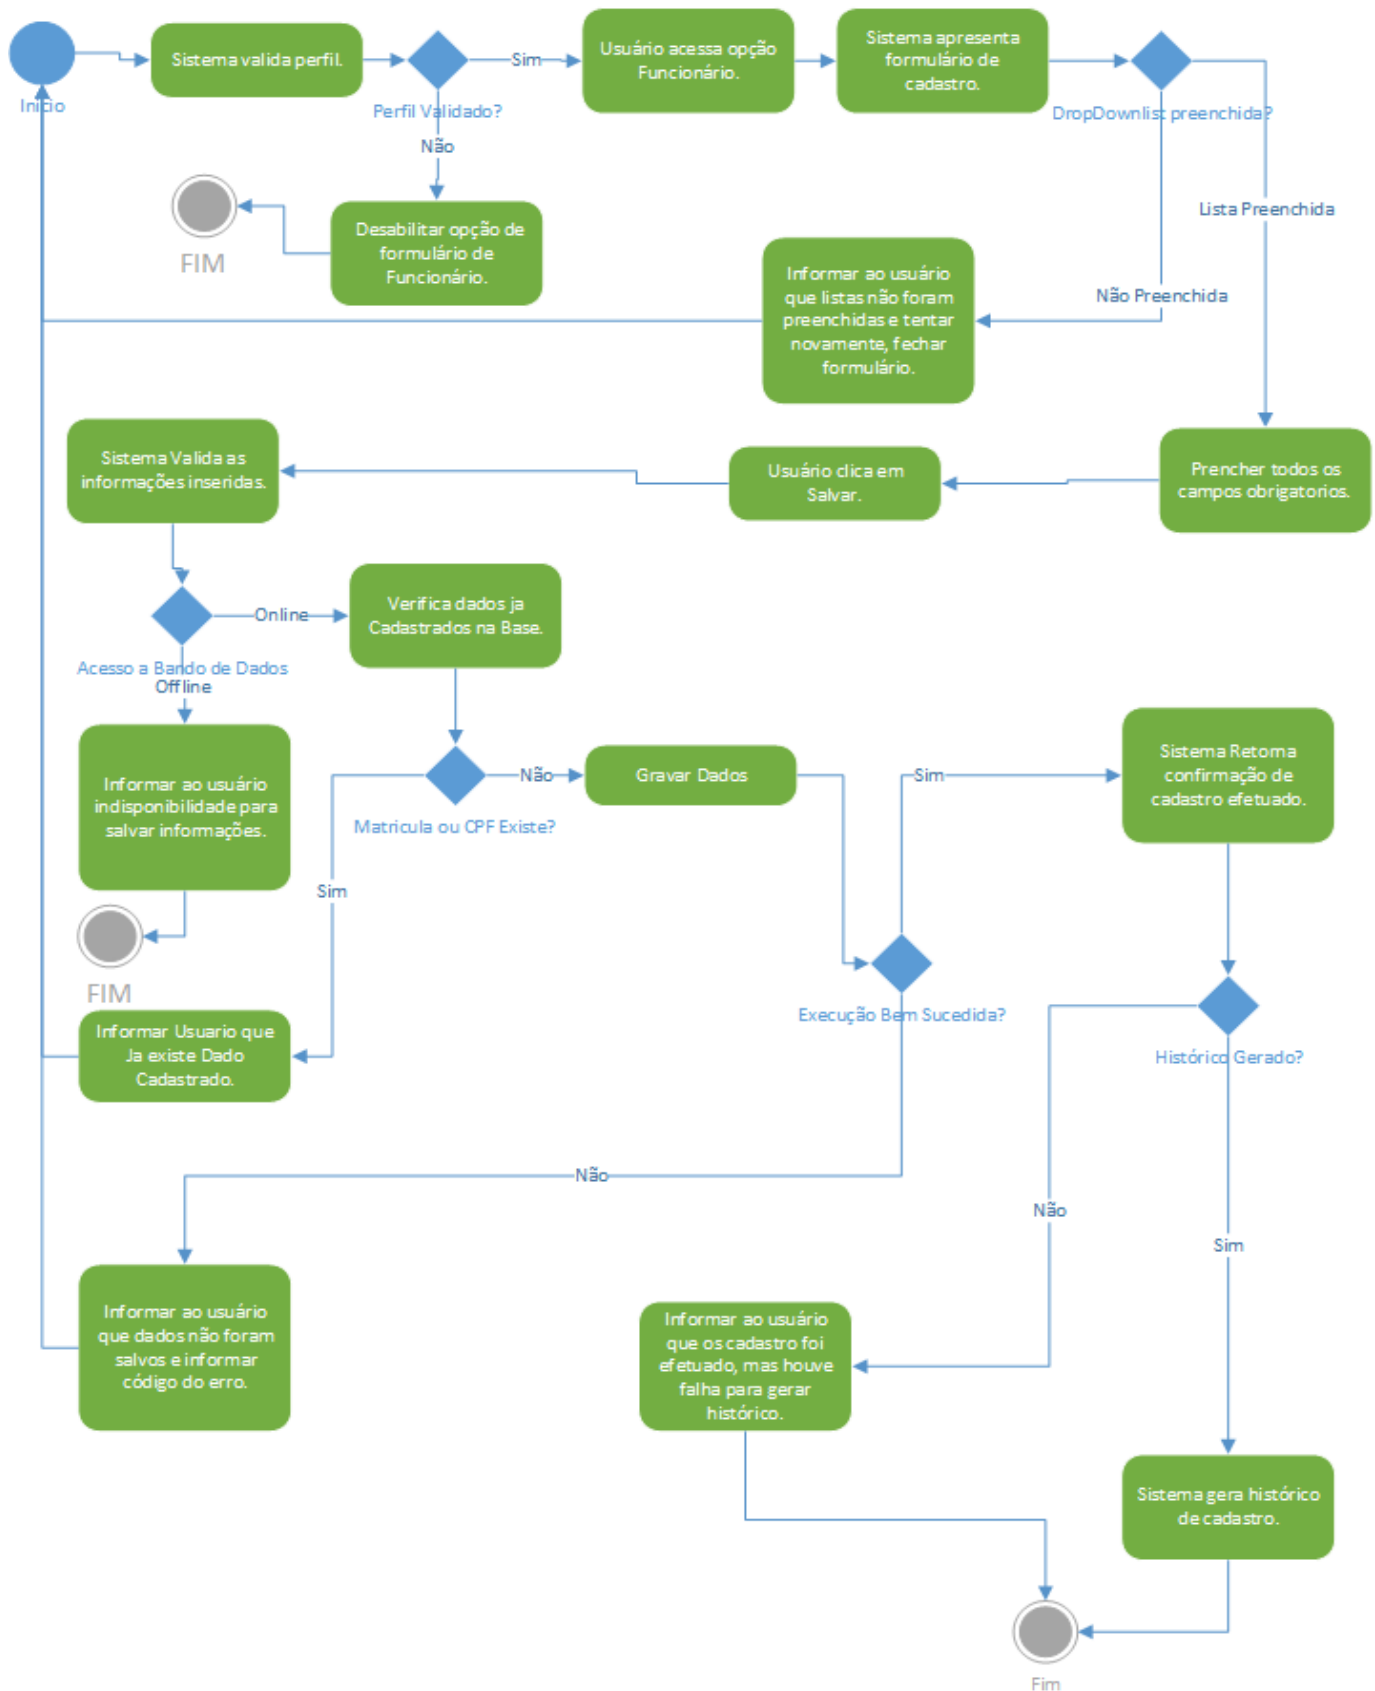 Início
Sistema valida perfil.
Perfil Validado?
Sim
Usuário acessa opção
Funcionário.
Sistema apresenta
formulário de
cadastro.
DropDownlist preenchida?
Não
Lista Preenchida
FIM
Desabilitar opção de
formulário de
Funcionário.
Não Preenchida
Informar ao usuário
que listas não foram
preenchidas e tentar
novamente, fechar
formulário.
Sistema Valida as
informações inseridas.
Usuário clica em
Salvar.
Prencher todos os
campos obrigatorios.
Online
Verifica dados ja
Cadastrados na Base.
Acesso a Bando de Dados
Offline
Informar ao usuário
indisponibilidade para
salvar informações.
Não
Gravar Dados
Sim
Sistema Retorna
confirmação de
cadastro efetuado.
Matricula ou CPF Existe?
Sim
FIM
Execução Bem Sucedida?
Informar Usuario que
Ja existe Dado
Cadastrado.
Histórico Gerado?
Não
Não
Sim
Informar ao usuário
que dados não foram
salvos e informar
código do erro.
Informar ao usuário
que os cadastro foi
efetuado, mas houve
falha para gerar
histórico.
Sistema gera histórico
de cadastro.
Fim